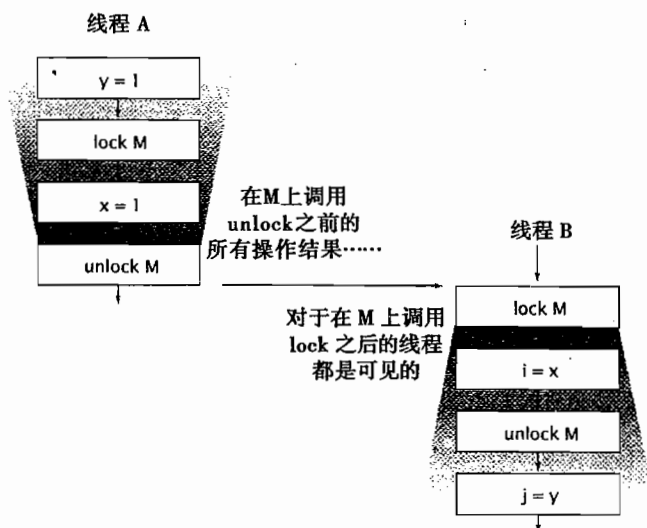 线程 A
y = 1
lock M
x = 1
unlock M
在M上调用
unlock之前的
所有操作结果……
线程 B
对于在 M 上调用
lock 之后的线程
都是可见的
lock M
i = x
unlock M
j = y